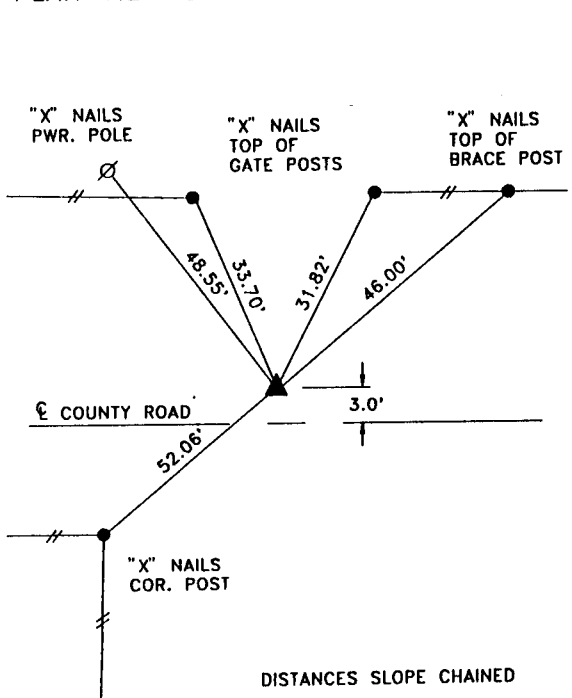 "X" NAILS
PWR. POLE
"X" NAILS
TOP OF
GATE POSTS
"X" NAILS
TOP OF
BRACE POST
48.55'
33.70'
31.82'
46.00'
3.0'
℄ COUNTY ROAD
52.06'
"X" NAILS
COR. POST
DISTANCES SLOPE CHAINED